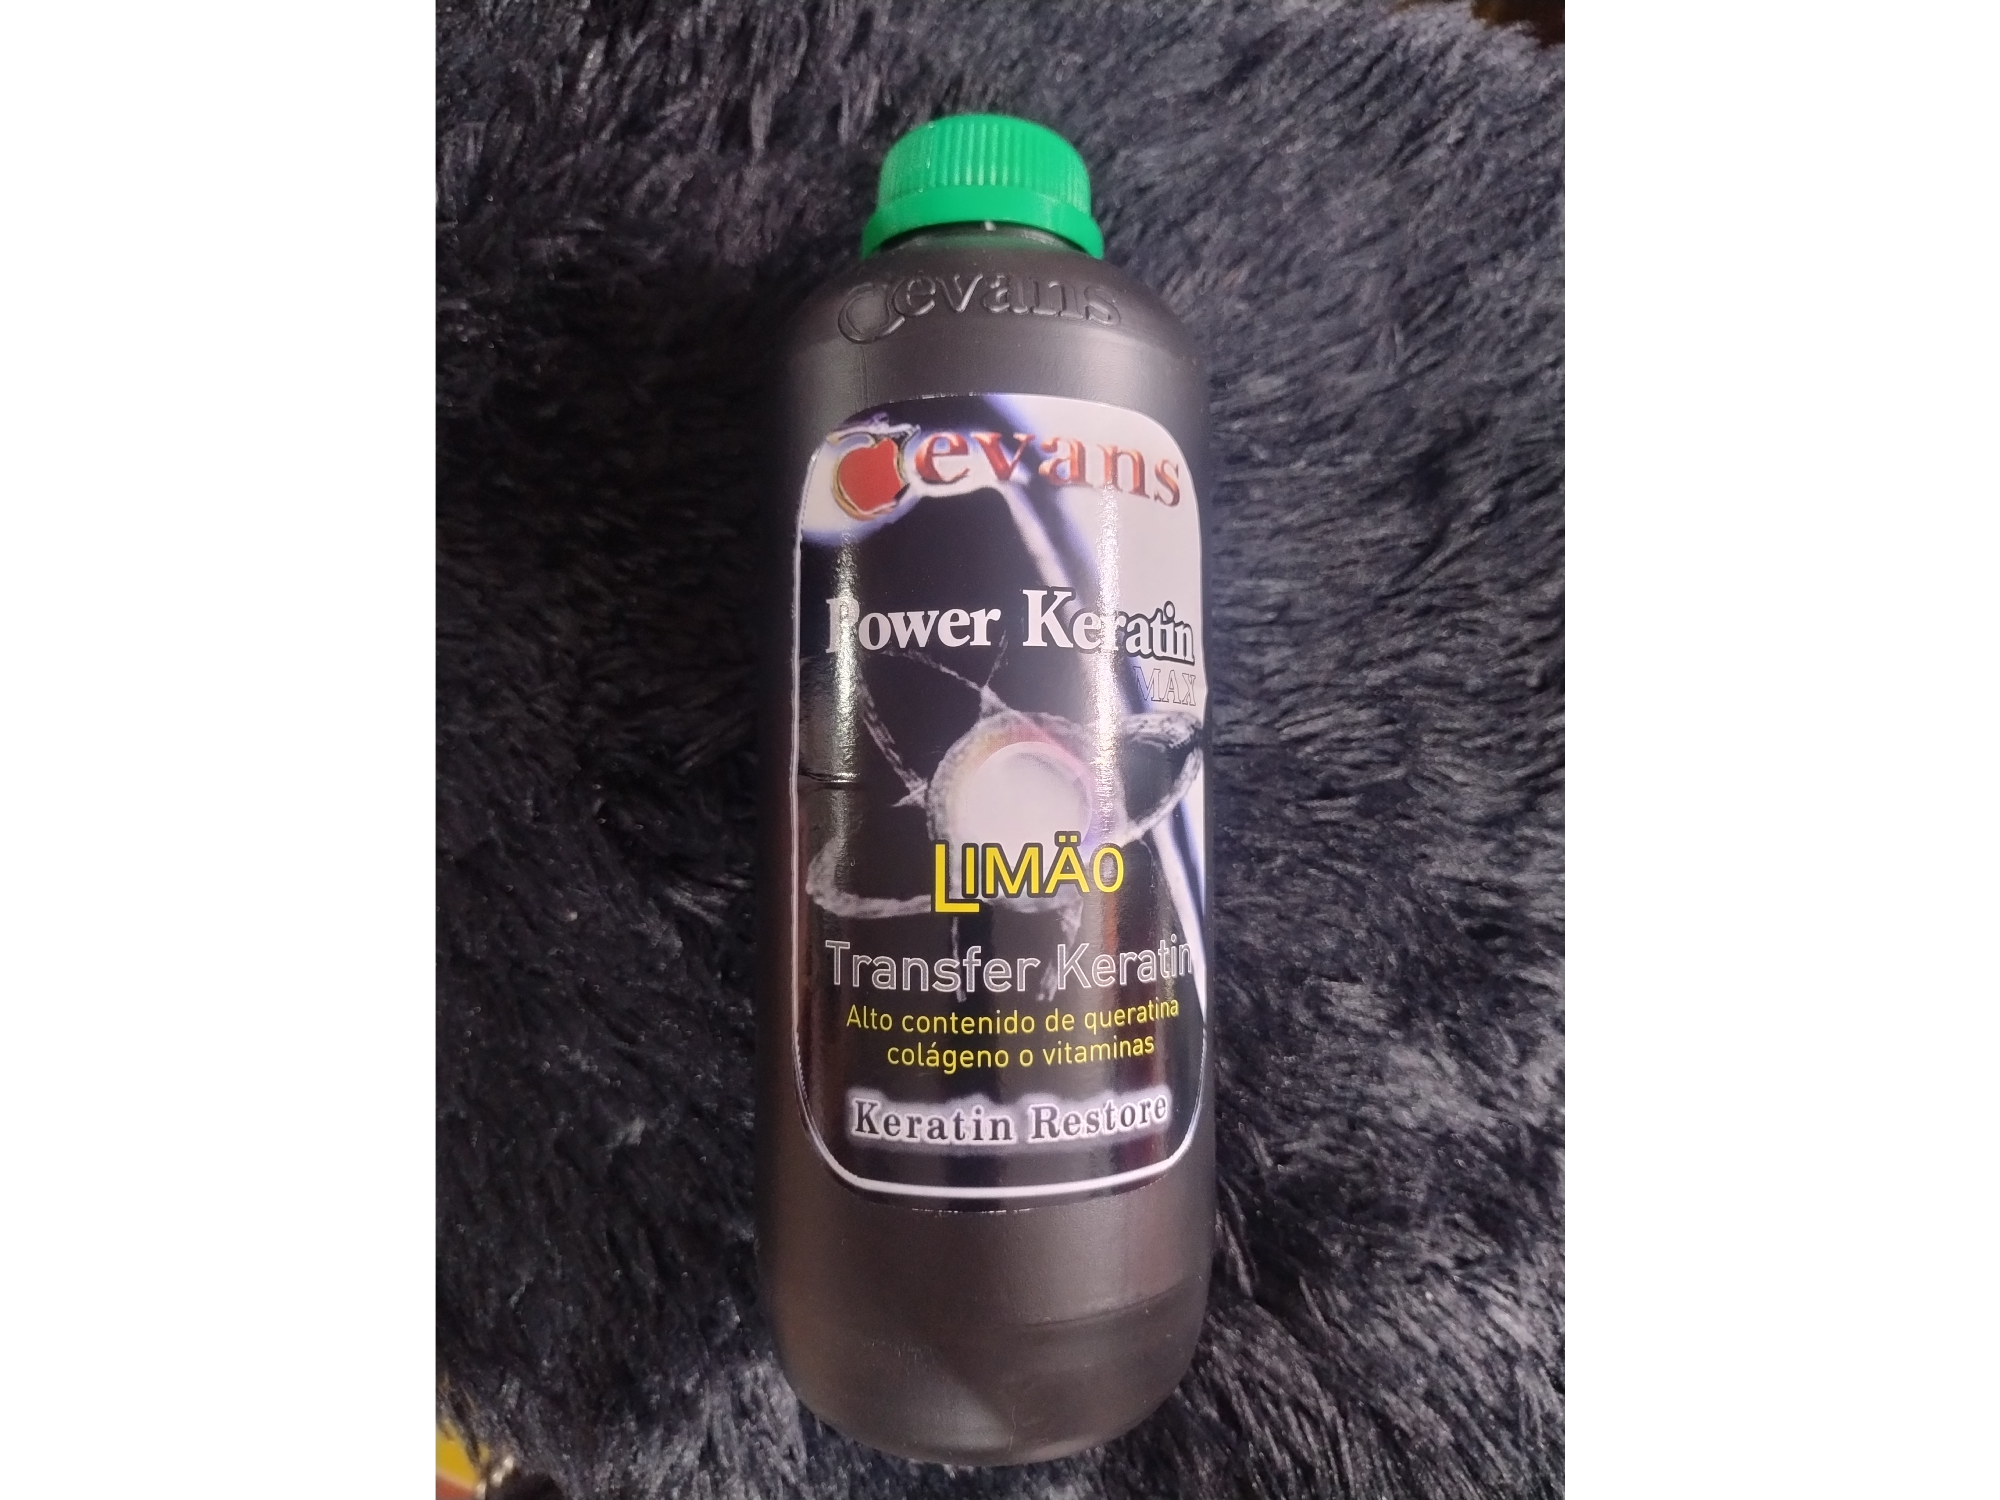 evans
evans
Power Keratin
MAX
LIMÄO
Transfer Keratin
Alto contenido de queratina
colágeno o vitaminas
Keratin Restore